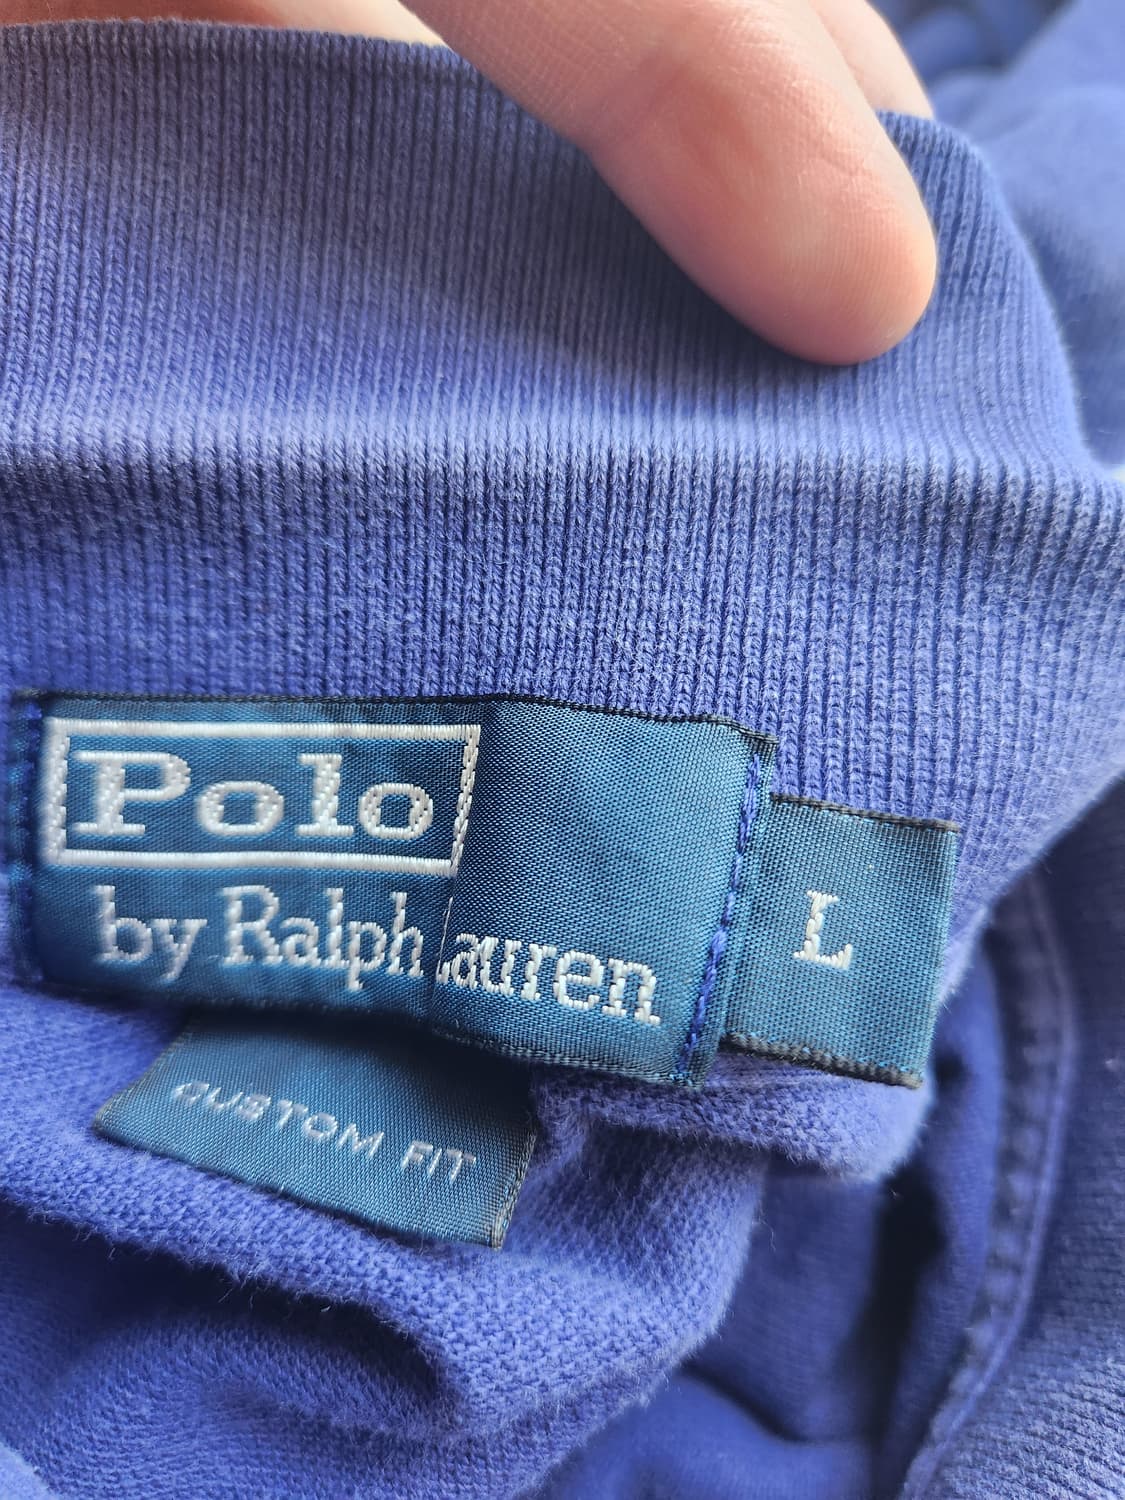 Polo
by Ralph Lauren
L
CUSTOM FIT